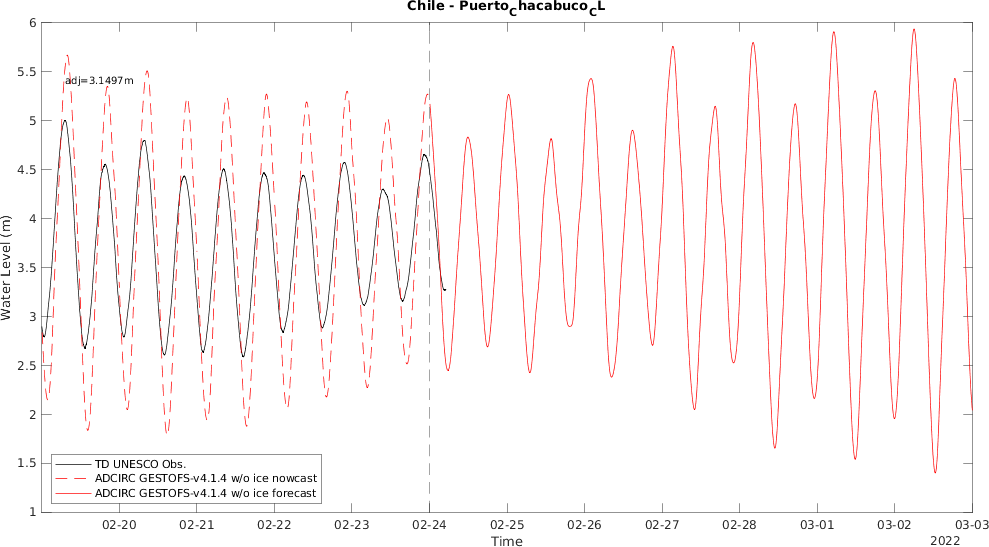 Chile - Puerto_Chacabuco_CL
6
5.5
5
4.5
4
3.5
3
2.5
2
1.5
1
Water Level (m)
adj=3.1497m
TD UNESCO Obs.
ADCIRC GESTOFS-v4.1.4 w/o ice nowcast
ADCIRC GESTOFS-v4.1.4 w/o ice forecast
02-20 02-21 02-22 02-23 02-24 02-25 02-26 02-27 02-28 03-01 03-02 03-03
Time
2022